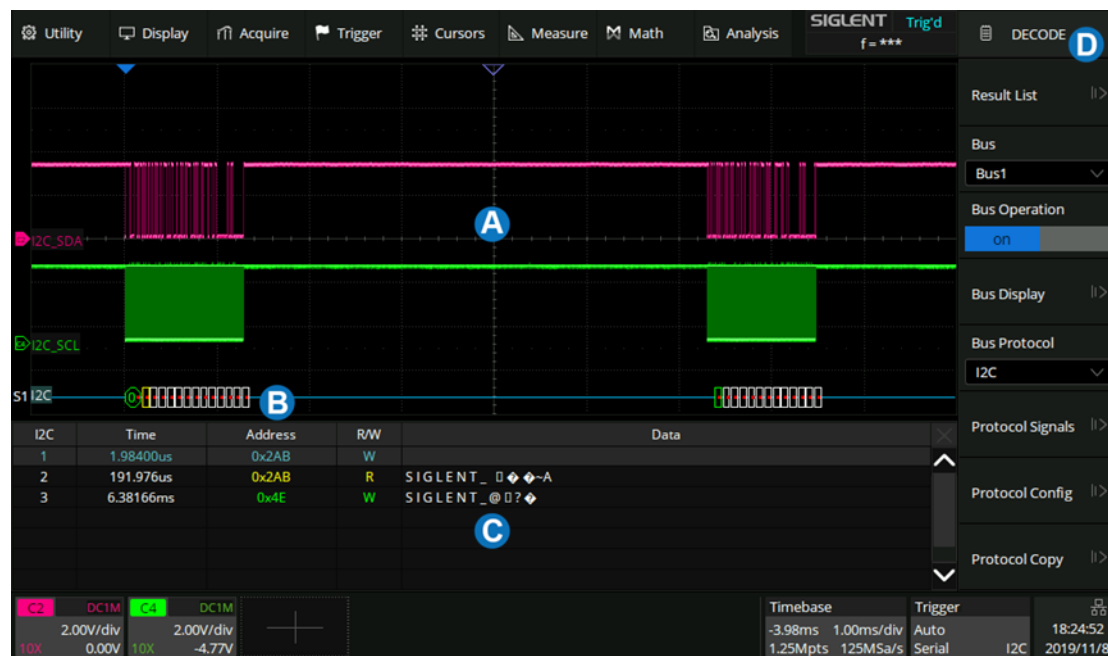 Utility Display Acquire Trigger Cursors Measure Math Analysis SIGLENT Trig'd
f = ***
DECODE
D
Result List
Bus
Bus1
Bus Operation
on
Bus Display
Bus Protocol
I2C
Protocol Signals
Protocol Config
Protocol Copy
A
I2C_SDA
I2C_SCL
S1 I2C
0
B
I2C Time Address R/W Data
1 1.98400us 0x2AB W
2 191.976us 0x2AB R SIGLENT_ ▯��~A
3 6.38166ms 0x4E W SIGLENT_@▯?�
C
C2 DC1M C4 DC1M
2.00V/div 2.00V/div
10X 0.00V 10X -4.77V
Timebase Trigger
-3.98ms 1.00ms/div Auto 18:24:52
1.25Mpts 125MSa/s Serial I2C 2019/11/8